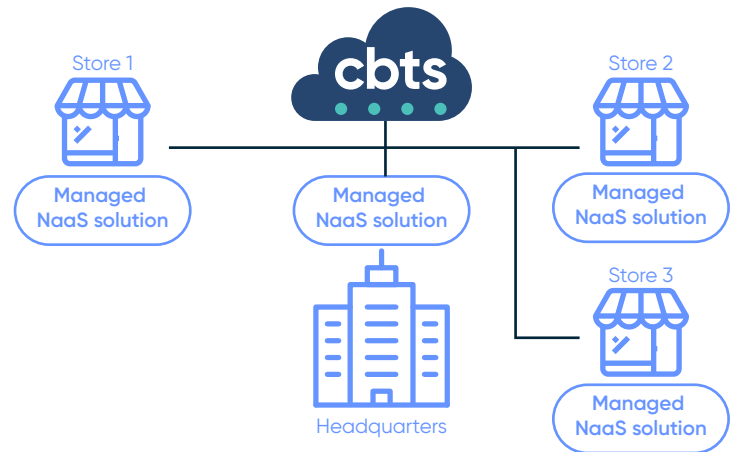 Store 1
cbts
Store 2
Managed
NaaS solution
Managed
NaaS solution
Managed
NaaS solution
Store 3
Headquarters
Managed
NaaS solution